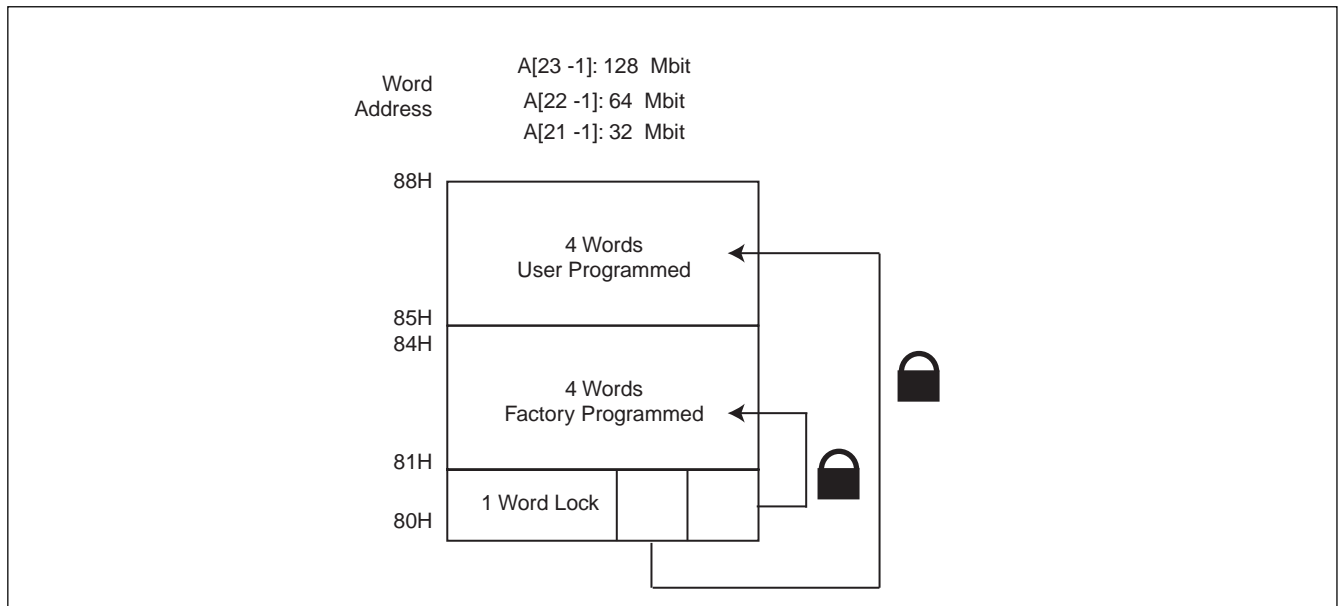 Word
Address
A[23 -1]: 128 Mbit
A[22 -1]: 64 Mbit
A[21 -1]: 32 Mbit
88H
4 Words
User Programmed
85H
84H
4 Words
Factory Programmed
81H
1 Word Lock
80H